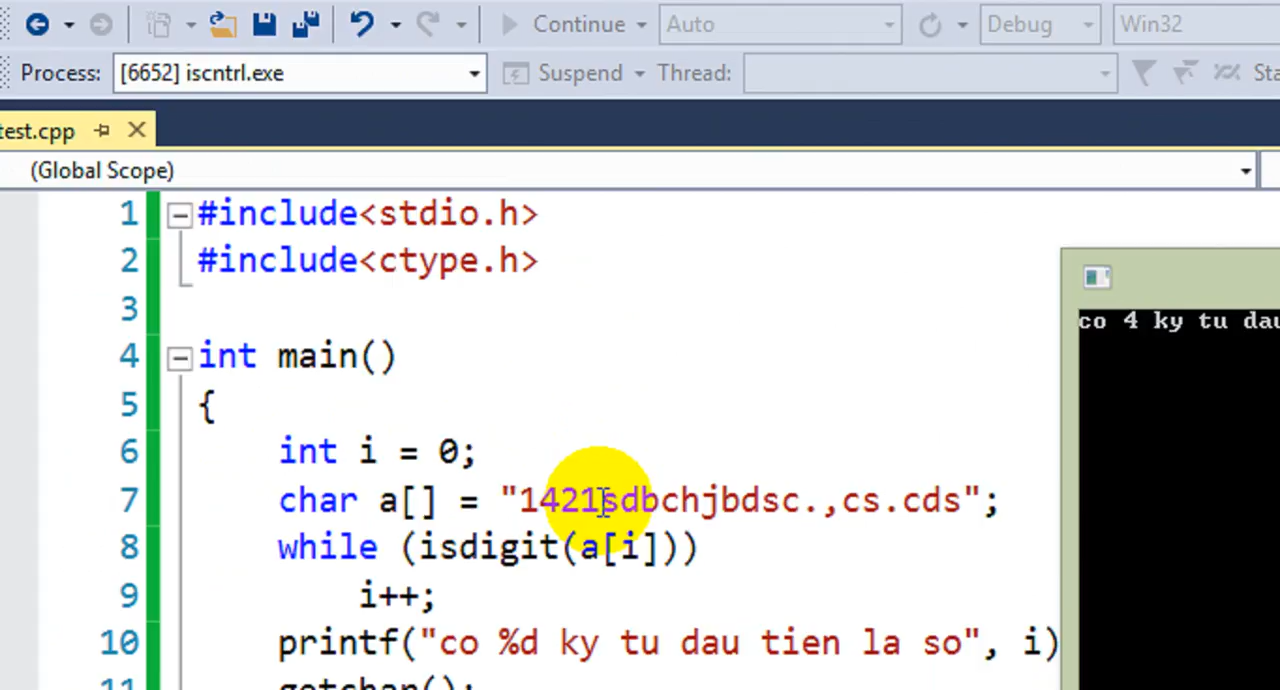 Continue Auto Debug Win32
Process: [6652] iscntrl.exe Suspend Thread:
test.cpp
(Global Scope)
1 #include<stdio.h>
2 #include<ctype.h>
3
4 int main()
5 {
6 int i = 0;
7 char a[] = "1421sdbchjbdsc.,cs.cds";
8 while (isdigit(a[i]))
9 i++;
10 printf("co %d ky tu dau tien la so", i)
11 getchar();
co 4 ky tu dau